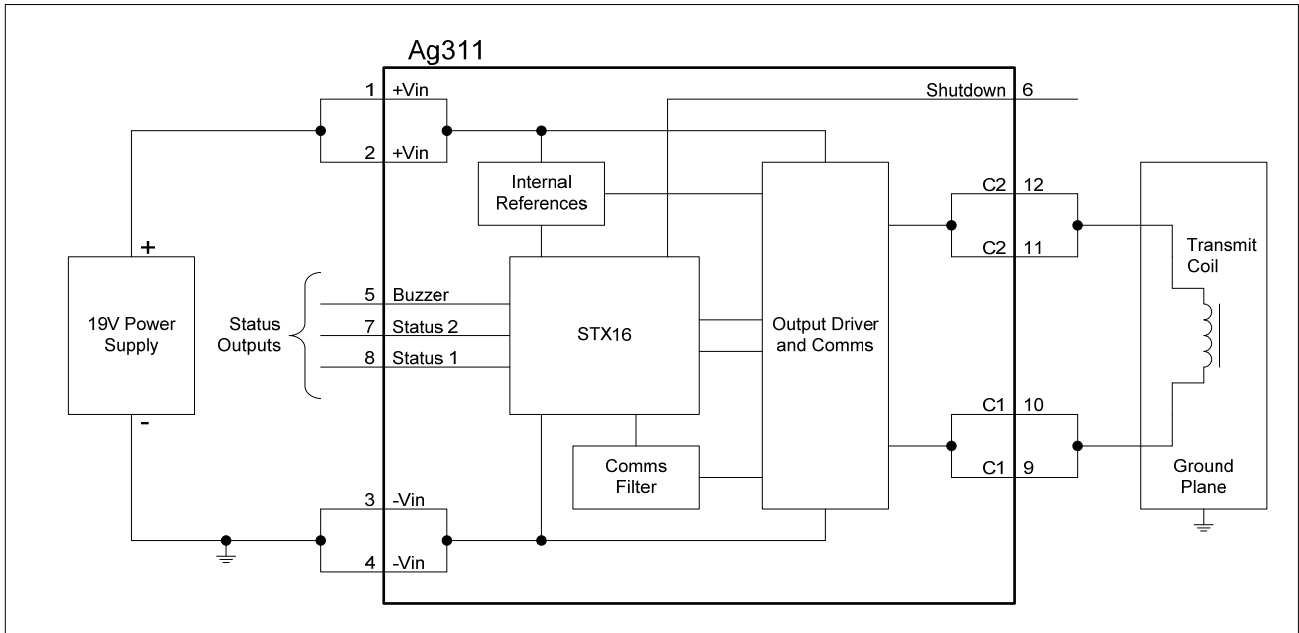 Ag311
1 +Vin
Shutdown 6
2 +Vin
Internal
References
C2 12
C2 11
Transmit
Coil
+
19V Power
Supply
-
Status
Outputs
5 Buzzer
7 Status 2
8 Status 1
STX16
Output Driver
and Comms
C1 10
C1 9
Comms
Filter
Ground
Plane
3 -Vin
4 -Vin